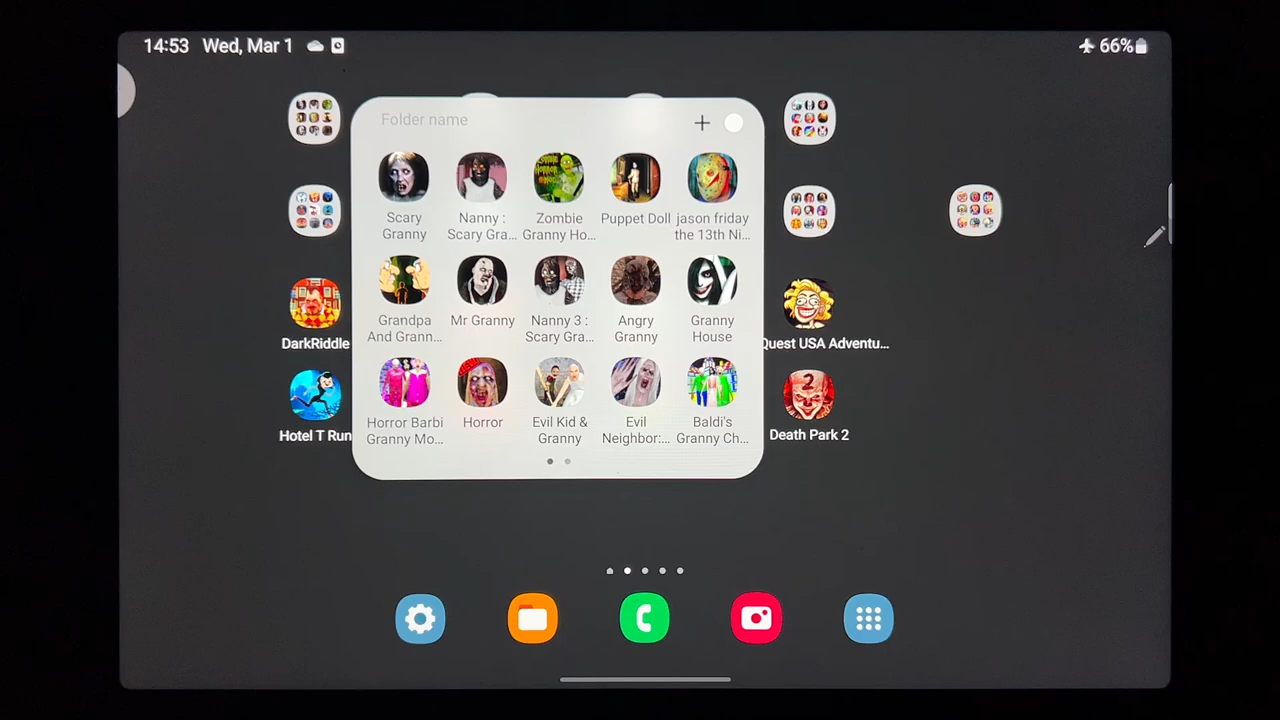 14:53 Wed, Mar 1
66%
Folder name
Scary
Granny
Nanny :
Scary Gra...
Zombie
Granny Ho...
Puppet Doll
jason friday
the 13th Ni...
Grandpa
And Grann...
Mr Granny
Nanny 3 :
Scary Gra...
Angry
Granny
Granny
House
Horror Barbi
Granny Mo...
Horror
Evil Kid &
Granny
Evil
Neighbor:...
Baldi's
Granny Ch...
DarkRiddle
Quest USA Adventu...
Hotel T Run
2
Death Park 2